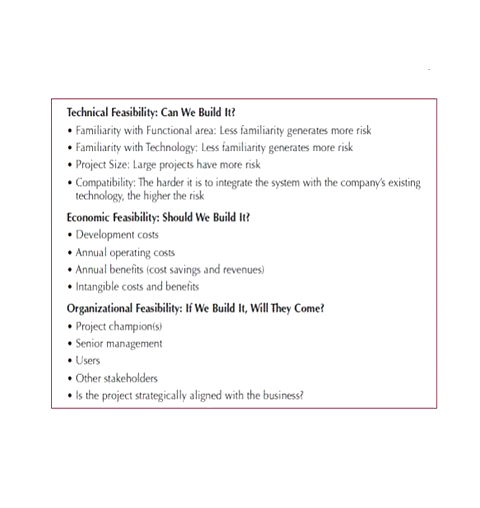 Technical Feasibility: Can We Build It?
• Familiarity with Functional area: Less familiarity generates more risk
• Familiarity with Technology: Less familiarity generates more risk
• Project Size: Large projects have more risk
• Compatibility: The harder it is to integrate the system with the company's existing
technology, the higher the risk
Economic Feasibility: Should We Build It?
• Development costs
• Annual operating costs
• Annual benefits (cost savings and revenues)
• Intangible costs and benefits
Organizational Feasibility: If We Build It, Will They Come?
• Project champion(s)
• Senior management
• Users
• Other stakeholders
• Is the project strategically aligned with the business?